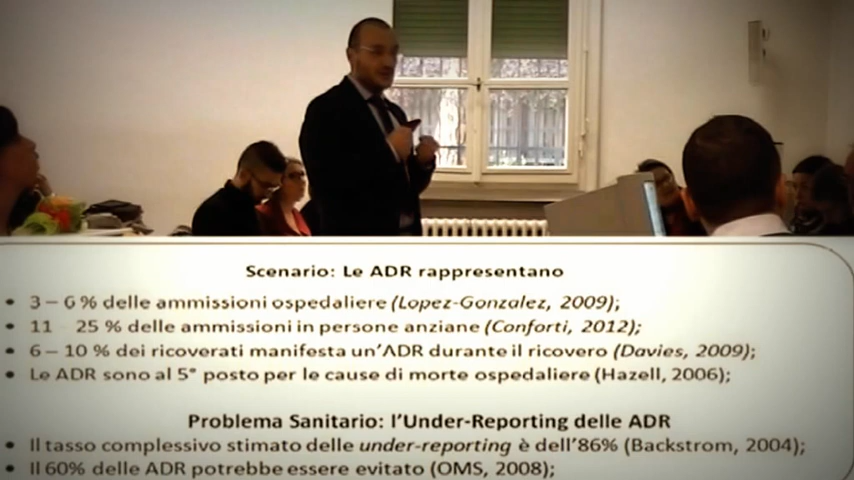 Scenario: Le ADR rappresentano
• 3 – 6 % delle ammissioni ospedaliere (Lopez-Gonzalez, 2009);
• 11 25 % delle ammissioni in persone anziane (Conforti, 2012);
• 6 – 10 % dei ricoverati manifesta un'ADR durante il ricovero (Davies, 2009);
• Le ADR sono al 5° posto per le cause di morte ospedaliere (Hazell, 2006);
Problema Sanitario: l'Under-Reporting delle ADR
• Il tasso complessivo stimato delle under-reporting è dell'86% (Backstrom, 2004);
• Il 60% delle ADR potrebbe essere evitato (OMS, 2008);